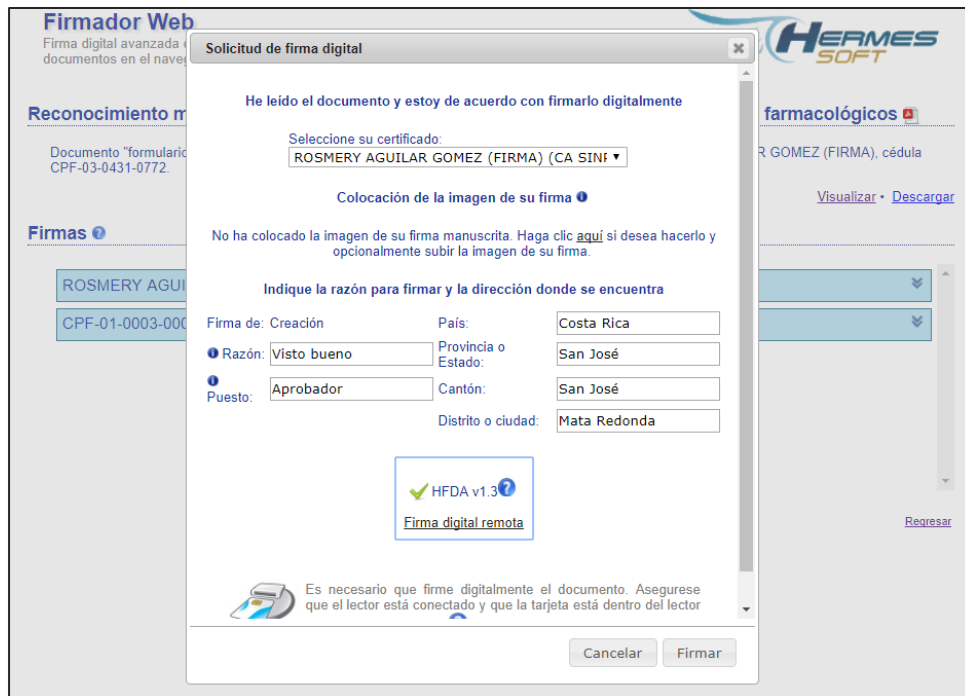 Firmador Web
Firma digital avanzada
documentos en el
HERMES
SOFT
Reconocimiento
farmacológicos
Documento "formulario
GOMEZ (FIRMA), cédula
CPF-03-0431-0772.
Visualizar • Descargar
Firmas
ROSMERY
CPF-01-0003-
Regresar
Solicitud de firma digital
He leído el documento y estoy de acuerdo con firmarlo digitalmente
Seleccione su certificado:
ROSMERY AGUILAR GOMEZ (FIRMA) (CA
Colocación de la imagen de su firma
No ha colocado la imagen de su firma manuscrita. Haga clic aquí si desea hacerlo y
opcionalmente subir la imagen de su firma.
Indique la razón para firmar y la dirección donde se encuentra
Firma de: Creación
País: Costa Rica
Razón: Visto bueno
Provincia o
Estado: San José
Puesto: Aprobador
Cantón: San José
Distrito o ciudad: Mata Redonda
HFDA v1.3
Firma digital remota
Es necesario que firme digitalmente el documento. Asegurese
que el lector está conectado y que la tarjeta está dentro del lector
Cancelar Firmar